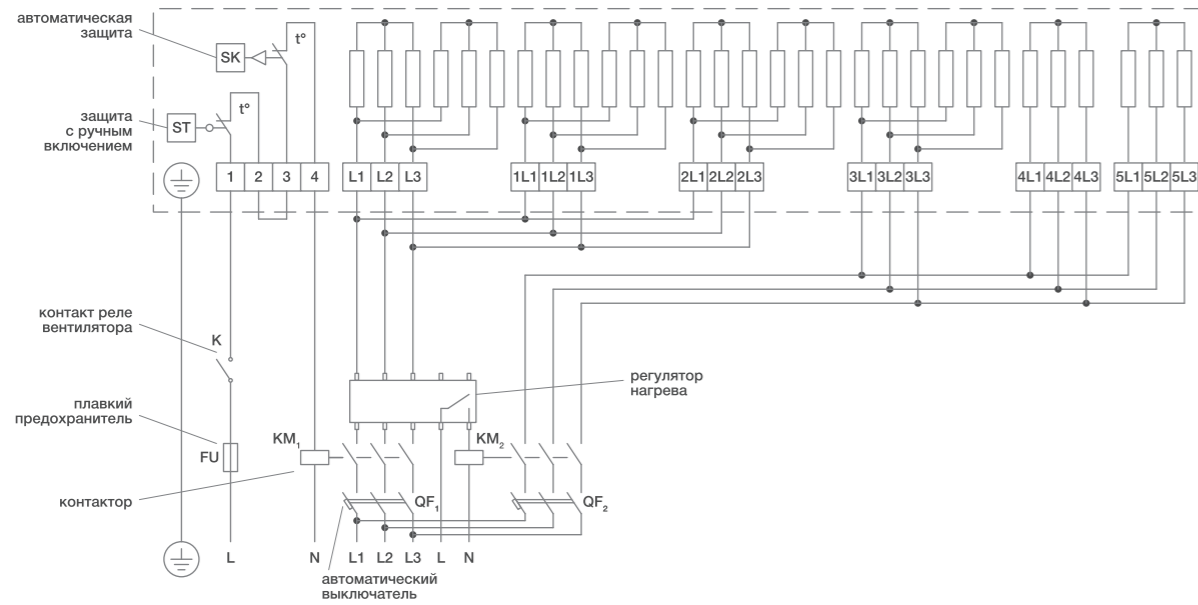 автоматическая
защита
SK
t°
защита
с ручным
включением
ST
t°
1 2 3 4
L1 L2 L3
1L1 1L2 1L3
2L1 2L2 2L3
3L1 3L2 3L3
4L1 4L2 4L3
5L1 5L2 5L3
контакт реле
вентилятора
K
регулятор
нагрева
плавкий
предохранитель
FU
KM1
KM2
контактор
QF1
QF2
L
N
L1 L2 L3 L N
автоматический
выключатель